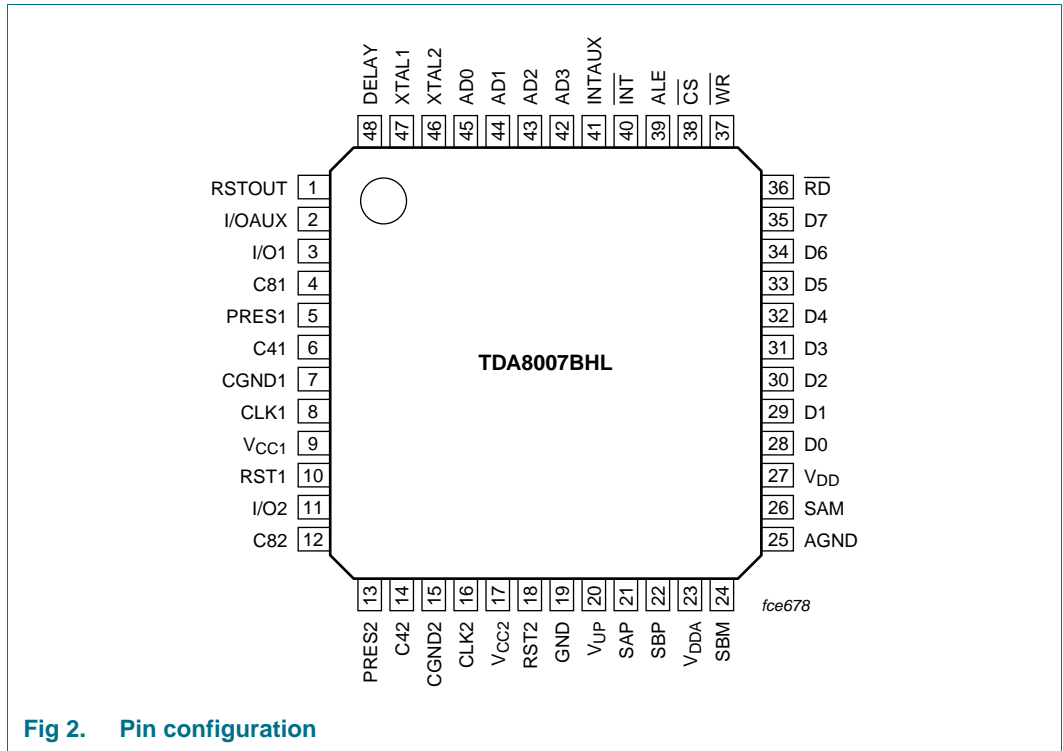 DELAY
XTAL1
XTAL2
AD0
AD1
AD2
AD3
INTAUX
I̅N̅T̅
ALE
C̅S̅
W̅R̅
48
47
46
45
44
43
42
41
40
39
38
37
RSTOUT 1
I/OAUX 2
I/O1 3
C81 4
PRES1 5
C41 6
CGND1 7
CLK1 8
VCC1 9
RST1 10
I/O2 11
C82 12
TDA8007BHL
36 R̅D̅
35 D7
34 D6
33 D5
32 D4
31 D3
30 D2
29 D1
28 D0
27 VDD
26 SAM
25 AGND
13
14
15
16
17
18
19
20
21
22
23
24
PRES2
C42
CGND2
CLK2
VCC2
RST2
GND
VUP
SAP
SBP
VDDA
SBM
fce678
Fig 2. Pin configuration